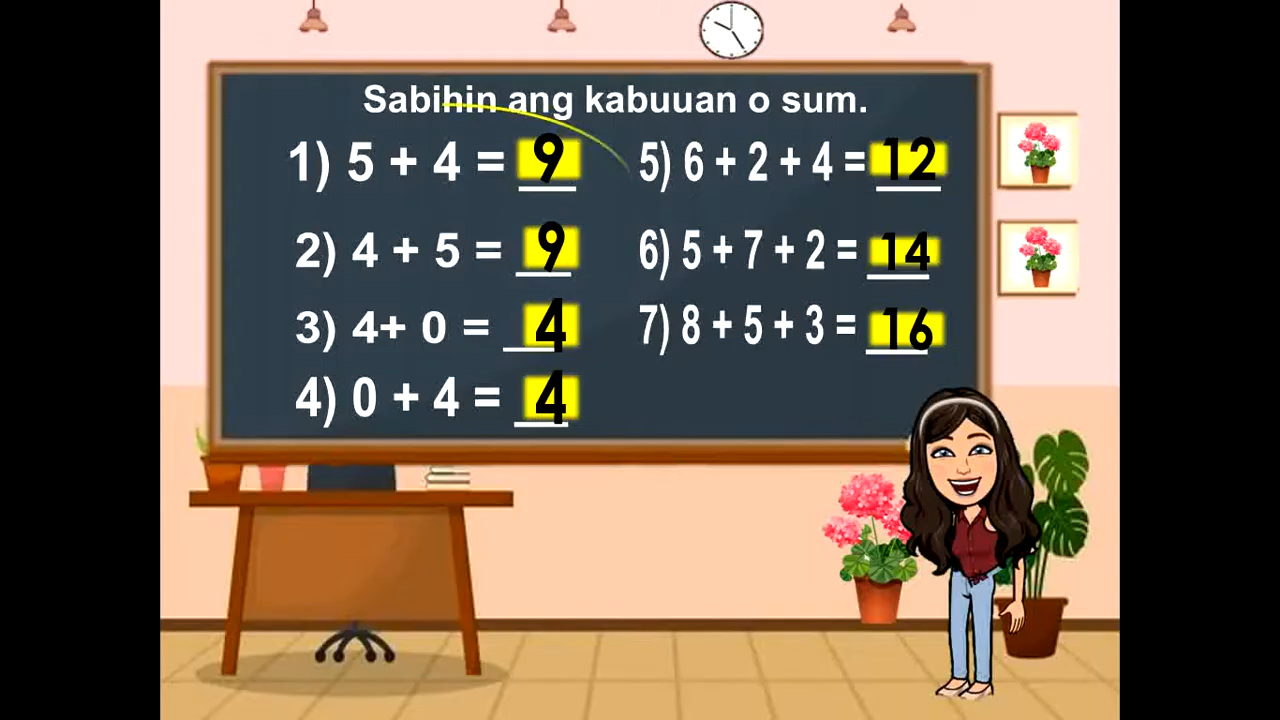 Sabihin ang kabuuan o sum.
1) 5 + 4 = 9
2) 4 + 5 = 9
3) 4+ 0 = 4
4) 0 + 4 = 4
5) 6 + 2 + 4 = 12
6) 5 + 7 + 2 = 14
7) 8 + 5 + 3 = 16